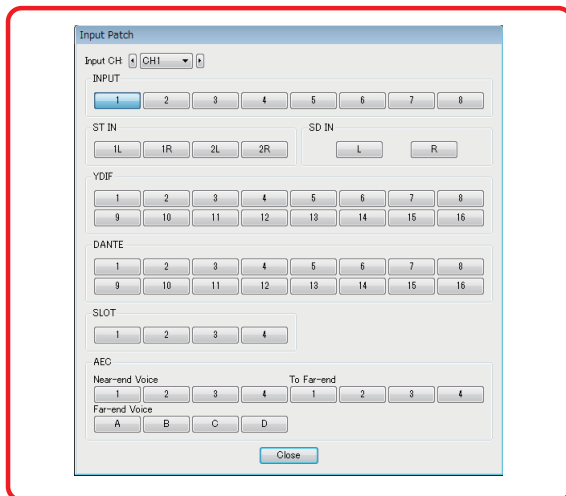 Input Patch
Input CH: CH1
INPUT
1 2 3 4 5 6 7 8
ST IN SD IN
1L 1R 2L 2R L R
YDIF
1 2 3 4 5 6 7 8
9 10 11 12 13 14 15 16
DANTE
1 2 3 4 5 6 7 8
9 10 11 12 13 14 15 16
SLOT
1 2 3 4
AEC
Near-end Voice To Far-end
1 2 3 4 1 2 3 4
Far-end Voice
A B C D
Close